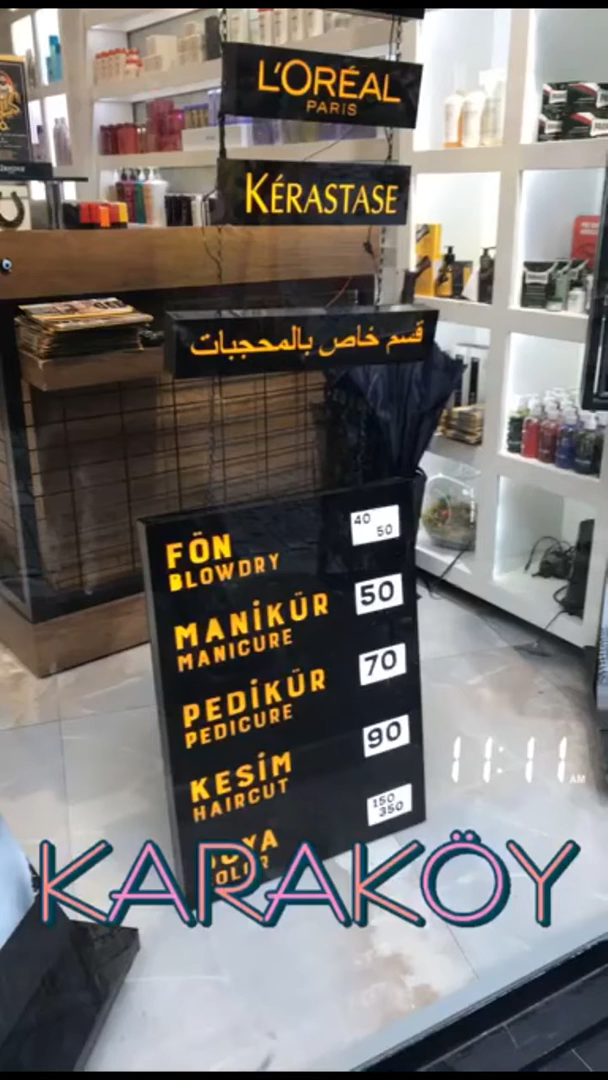 L'ORÉAL
PARIS
KÉRASTASE
قسم خاص بالمحجبات
FÖN
BLOWDRY
40
50
MANİKÜR
MANICURE
50
PEDİKÜR
PEDICURE
70
KESİM
HAIRCUT
90
150
350
11:11 AM
KARAKÖY